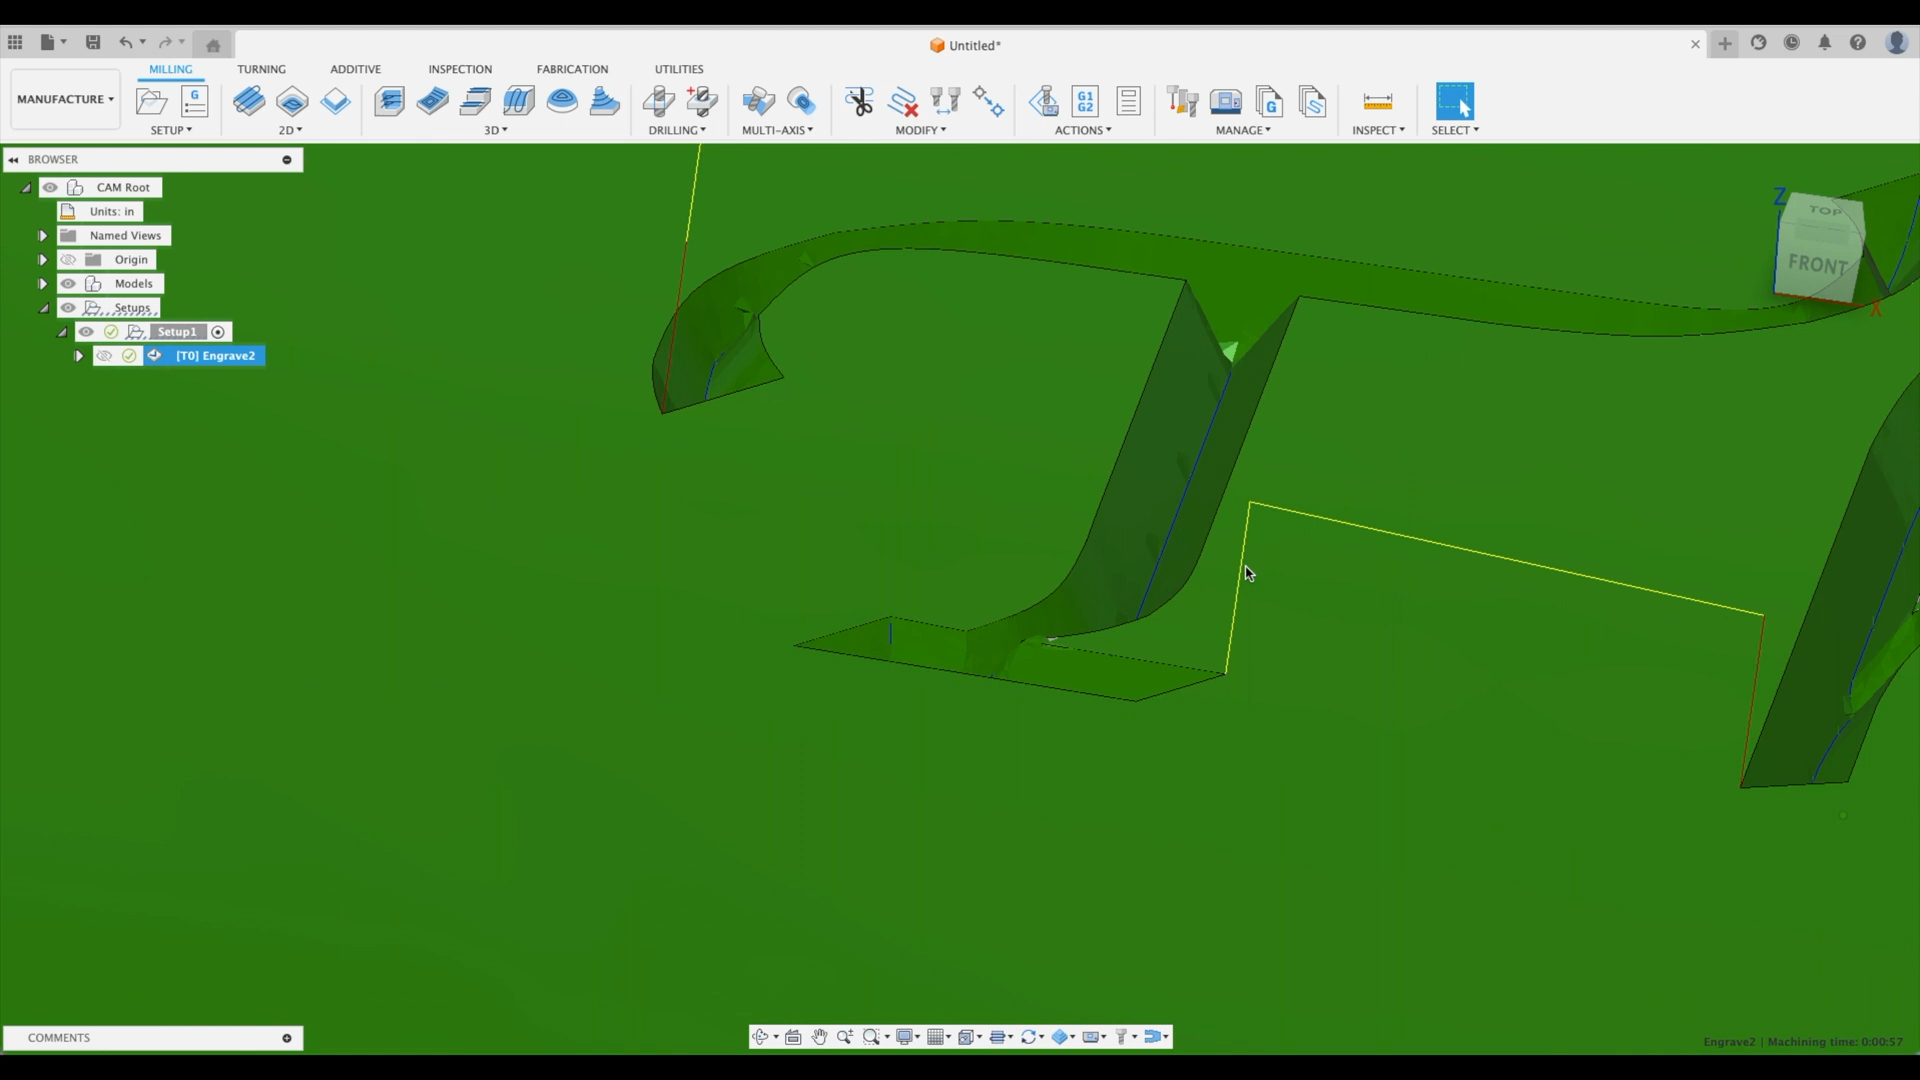 Untitled*
MILLING TURNING ADDITIVE INSPECTION FABRICATION UTILITIES
MANUFACTURE
G
G1
G2
G
SETUP 2D 3D DRILLING MULTI-AXIS MODIFY ACTIONS MANAGE INSPECT SELECT
BROWSER
CAM Root
Units: in
Named Views
Origin
Models
Setups
Setup1
[T0] Engrave2
Z
TOP
FRONT
X
COMMENTS
Engrave2 | Machining time: 0:00:57